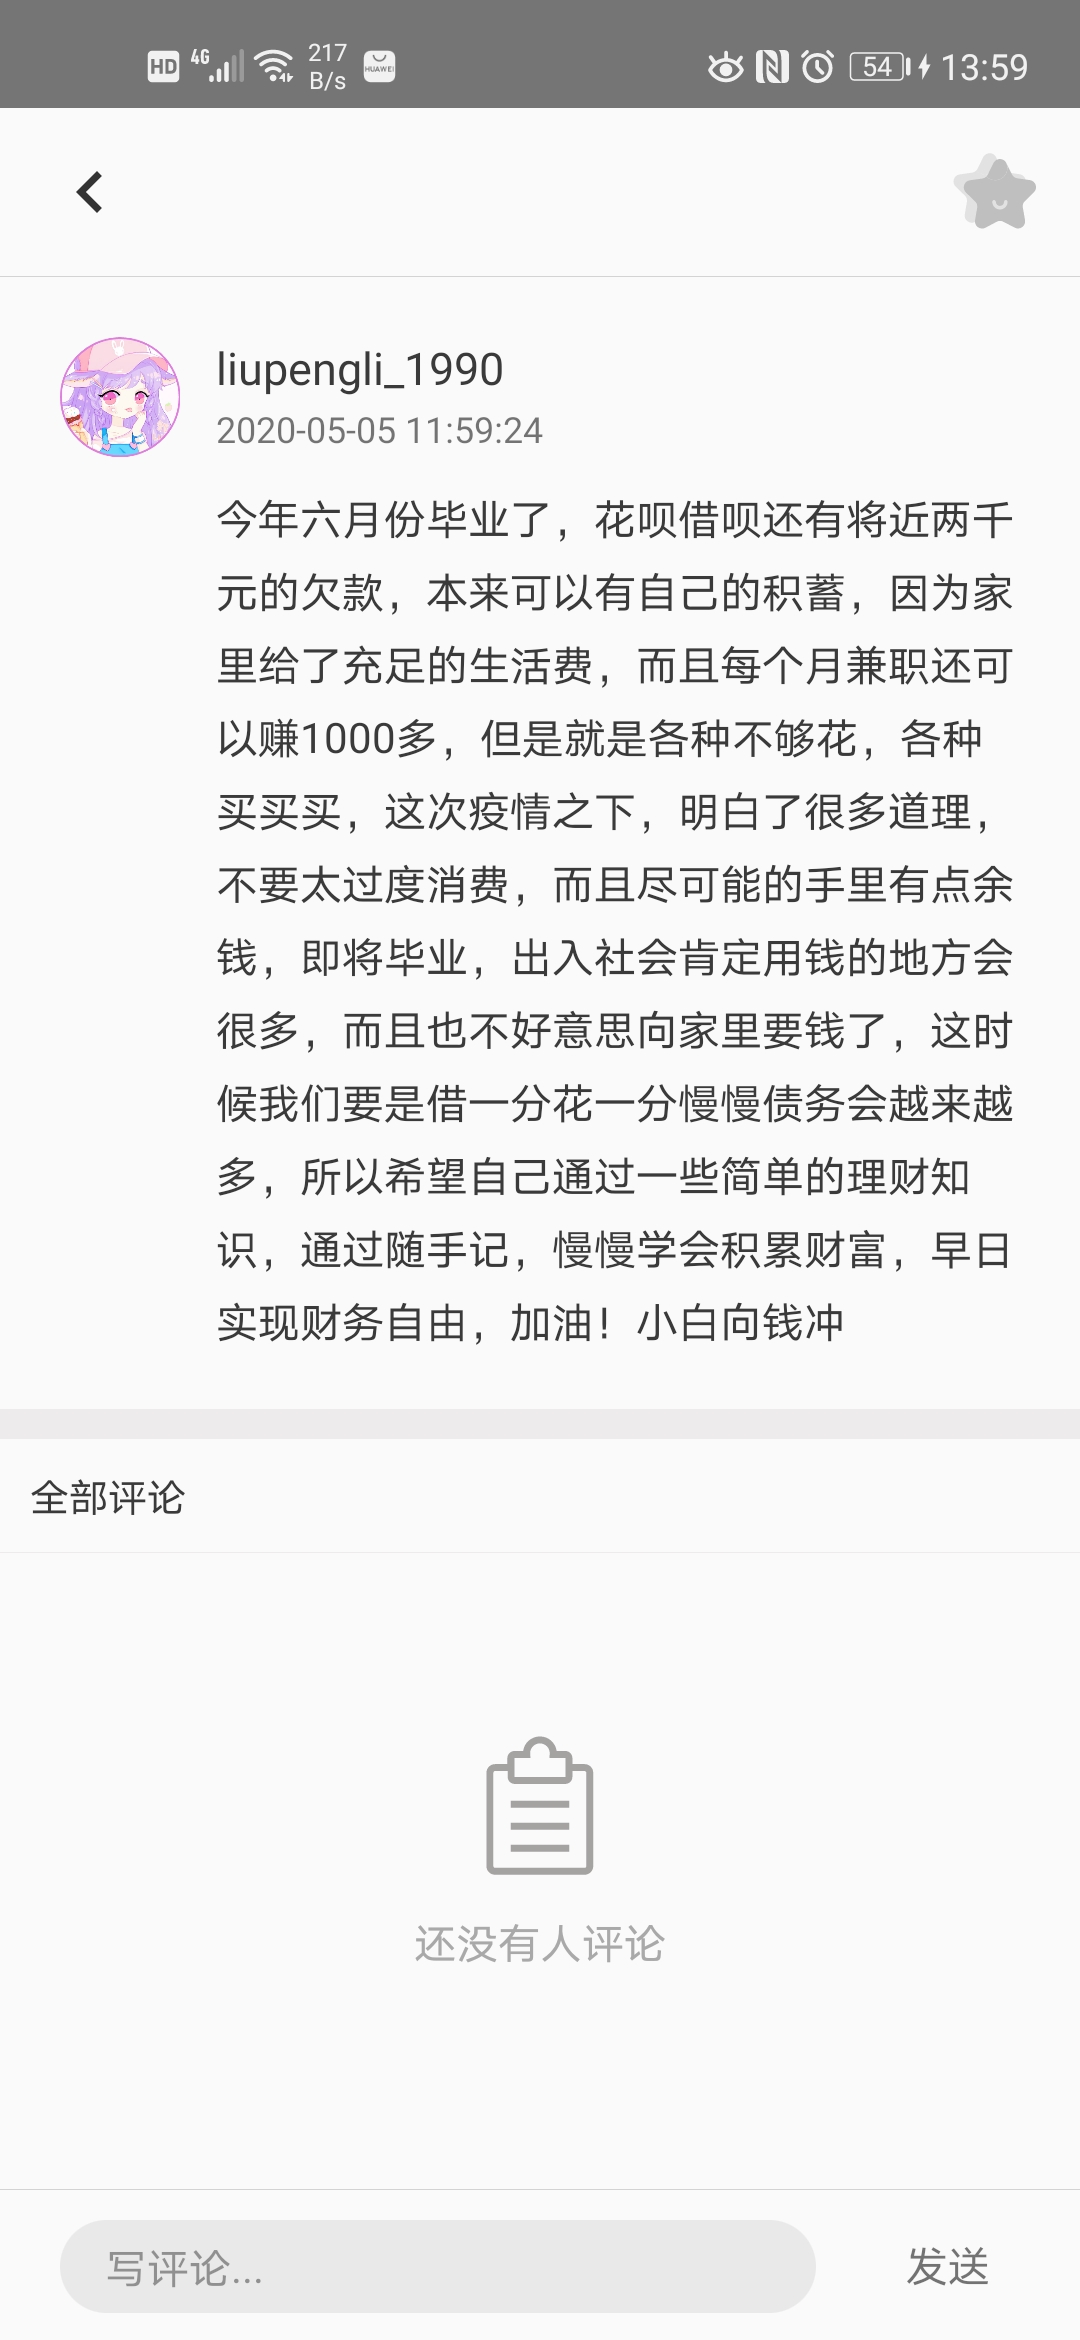 HD 4G 217 B/s HUAWEI 54 13:59
liupengli_1990
2020-05-05 11:59:24
今年六月份毕业了，花呗借呗还有将近两千
元的欠款，本来可以有自己的积蓄，因为家
里给了充足的生活费，而且每个月兼职还可
以赚1000多，但是就是各种不够花，各种
买买买，这次疫情之下，明白了很多道理，
不要太过度消费，而且尽可能的手里有点余
钱，即将毕业，出入社会肯定用钱的地方会
很多，而且也不好意思向家里要钱了，这时
候我们要是借一分花一分慢慢债务会越来越
多，所以希望自己通过一些简单的理财知
识，通过随手记，慢慢学会积累财富，早日
实现财务自由，加油！小白向钱冲
全部评论
还没有人评论
写评论... 发送